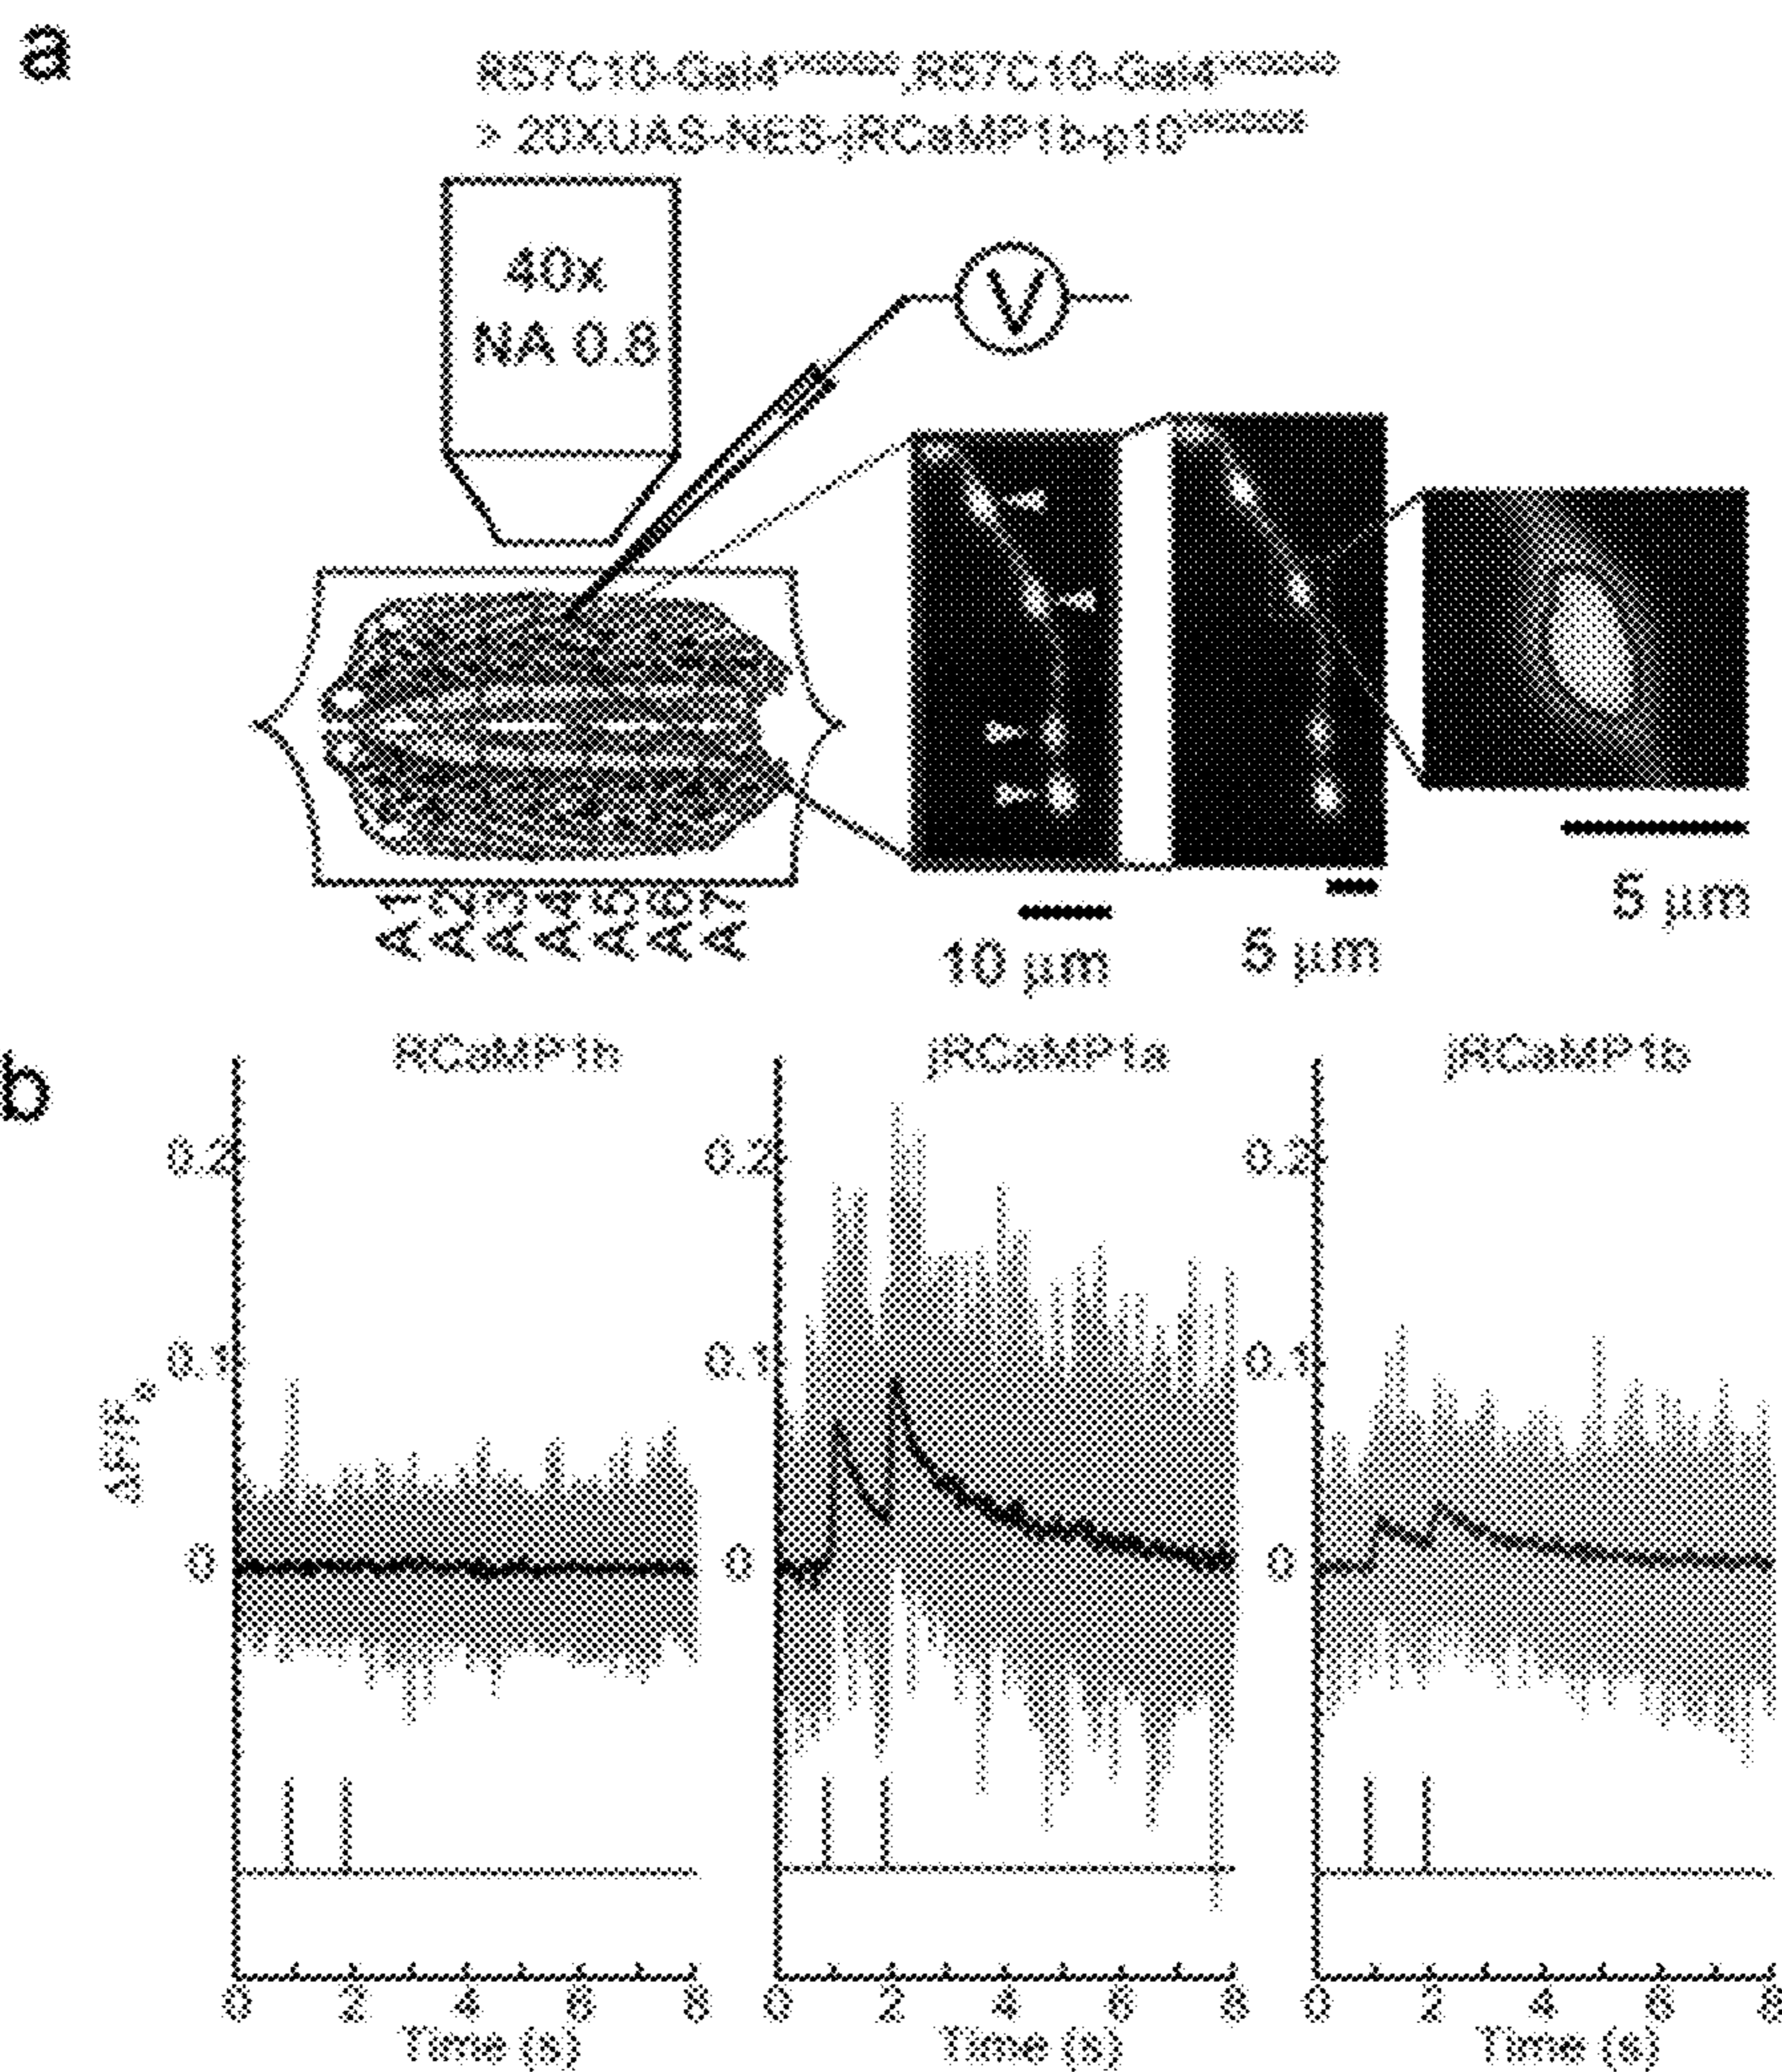 a
R57C10-Gal4 ,R57C10-Gal4
> 20XUAS-NES-jRCaMP1b-p10
40x
NA 0.8
V
A1
A2
A3
A4
A5
A6
A7
10 μm
5 μm
5 μm
b
RCaMP1h
jRCaMP1a
jRCaMP1b
0.2
0.1
0
0.2
0.1
0
0.2
0.1
0
0 2 4 6 8
0 2 4 6 8
0 2 4 6 8
Time (s)
Time (s)
Time (s)